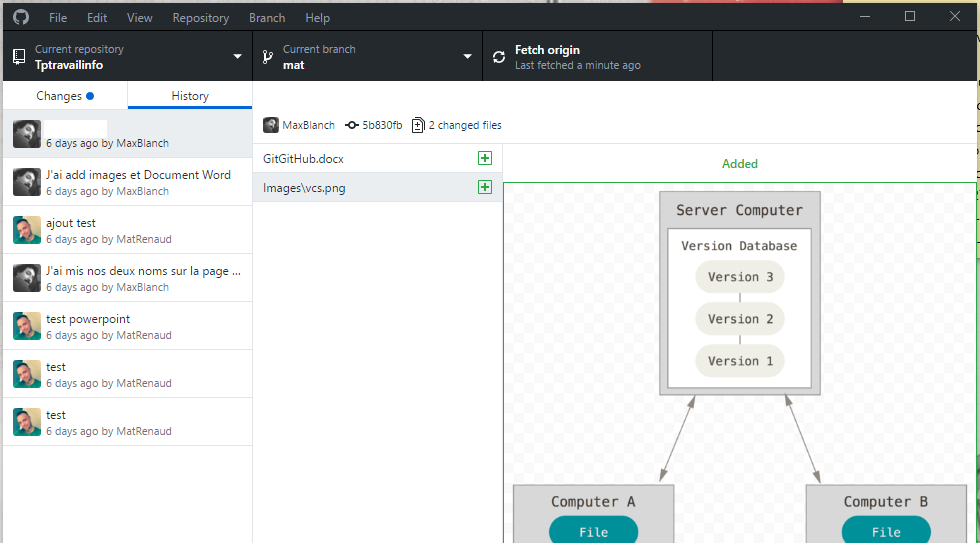 File Edit View Repository Branch Help
Current repository
Tptravailinfo
Current branch
mat
Fetch origin
Last fetched a minute ago
Changes
History
6 days ago by MaxBlanch
J'ai add images et Document Word
6 days ago by MaxBlanch
ajout test
6 days ago by MatRenaud
J'ai mis nos deux noms sur la page ...
6 days ago by MaxBlanch
test powerpoint
6 days ago by MatRenaud
test
6 days ago by MatRenaud
test
6 days ago by MatRenaud
MaxBlanch 5b830fb 2 changed files
GitGitHub.docx
Images\vcs.png
Added
Server Computer
Version Database
Version 3
Version 2
Version 1
Computer A
File
Computer B
File